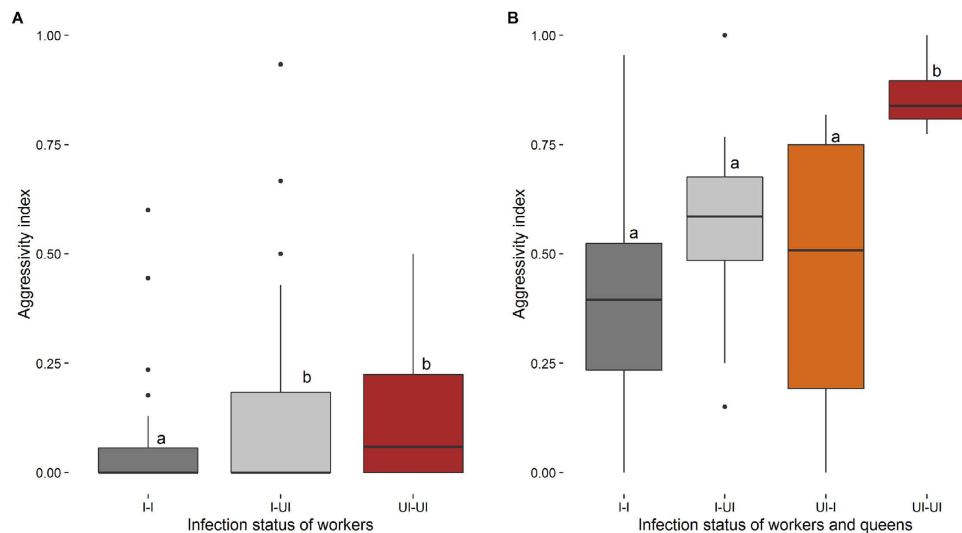 A
1.00
0.75
0.50
0.25
0.00
Aggressivity index
a
b
b
I-I
I-UI
UI-UI
Infection status of workers
B
1.00
0.75
0.50
0.25
0.00
Aggressivity index
a
a
a
b
I-I
I-UI
UI-I
UI-UI
Infection status of workers and queens